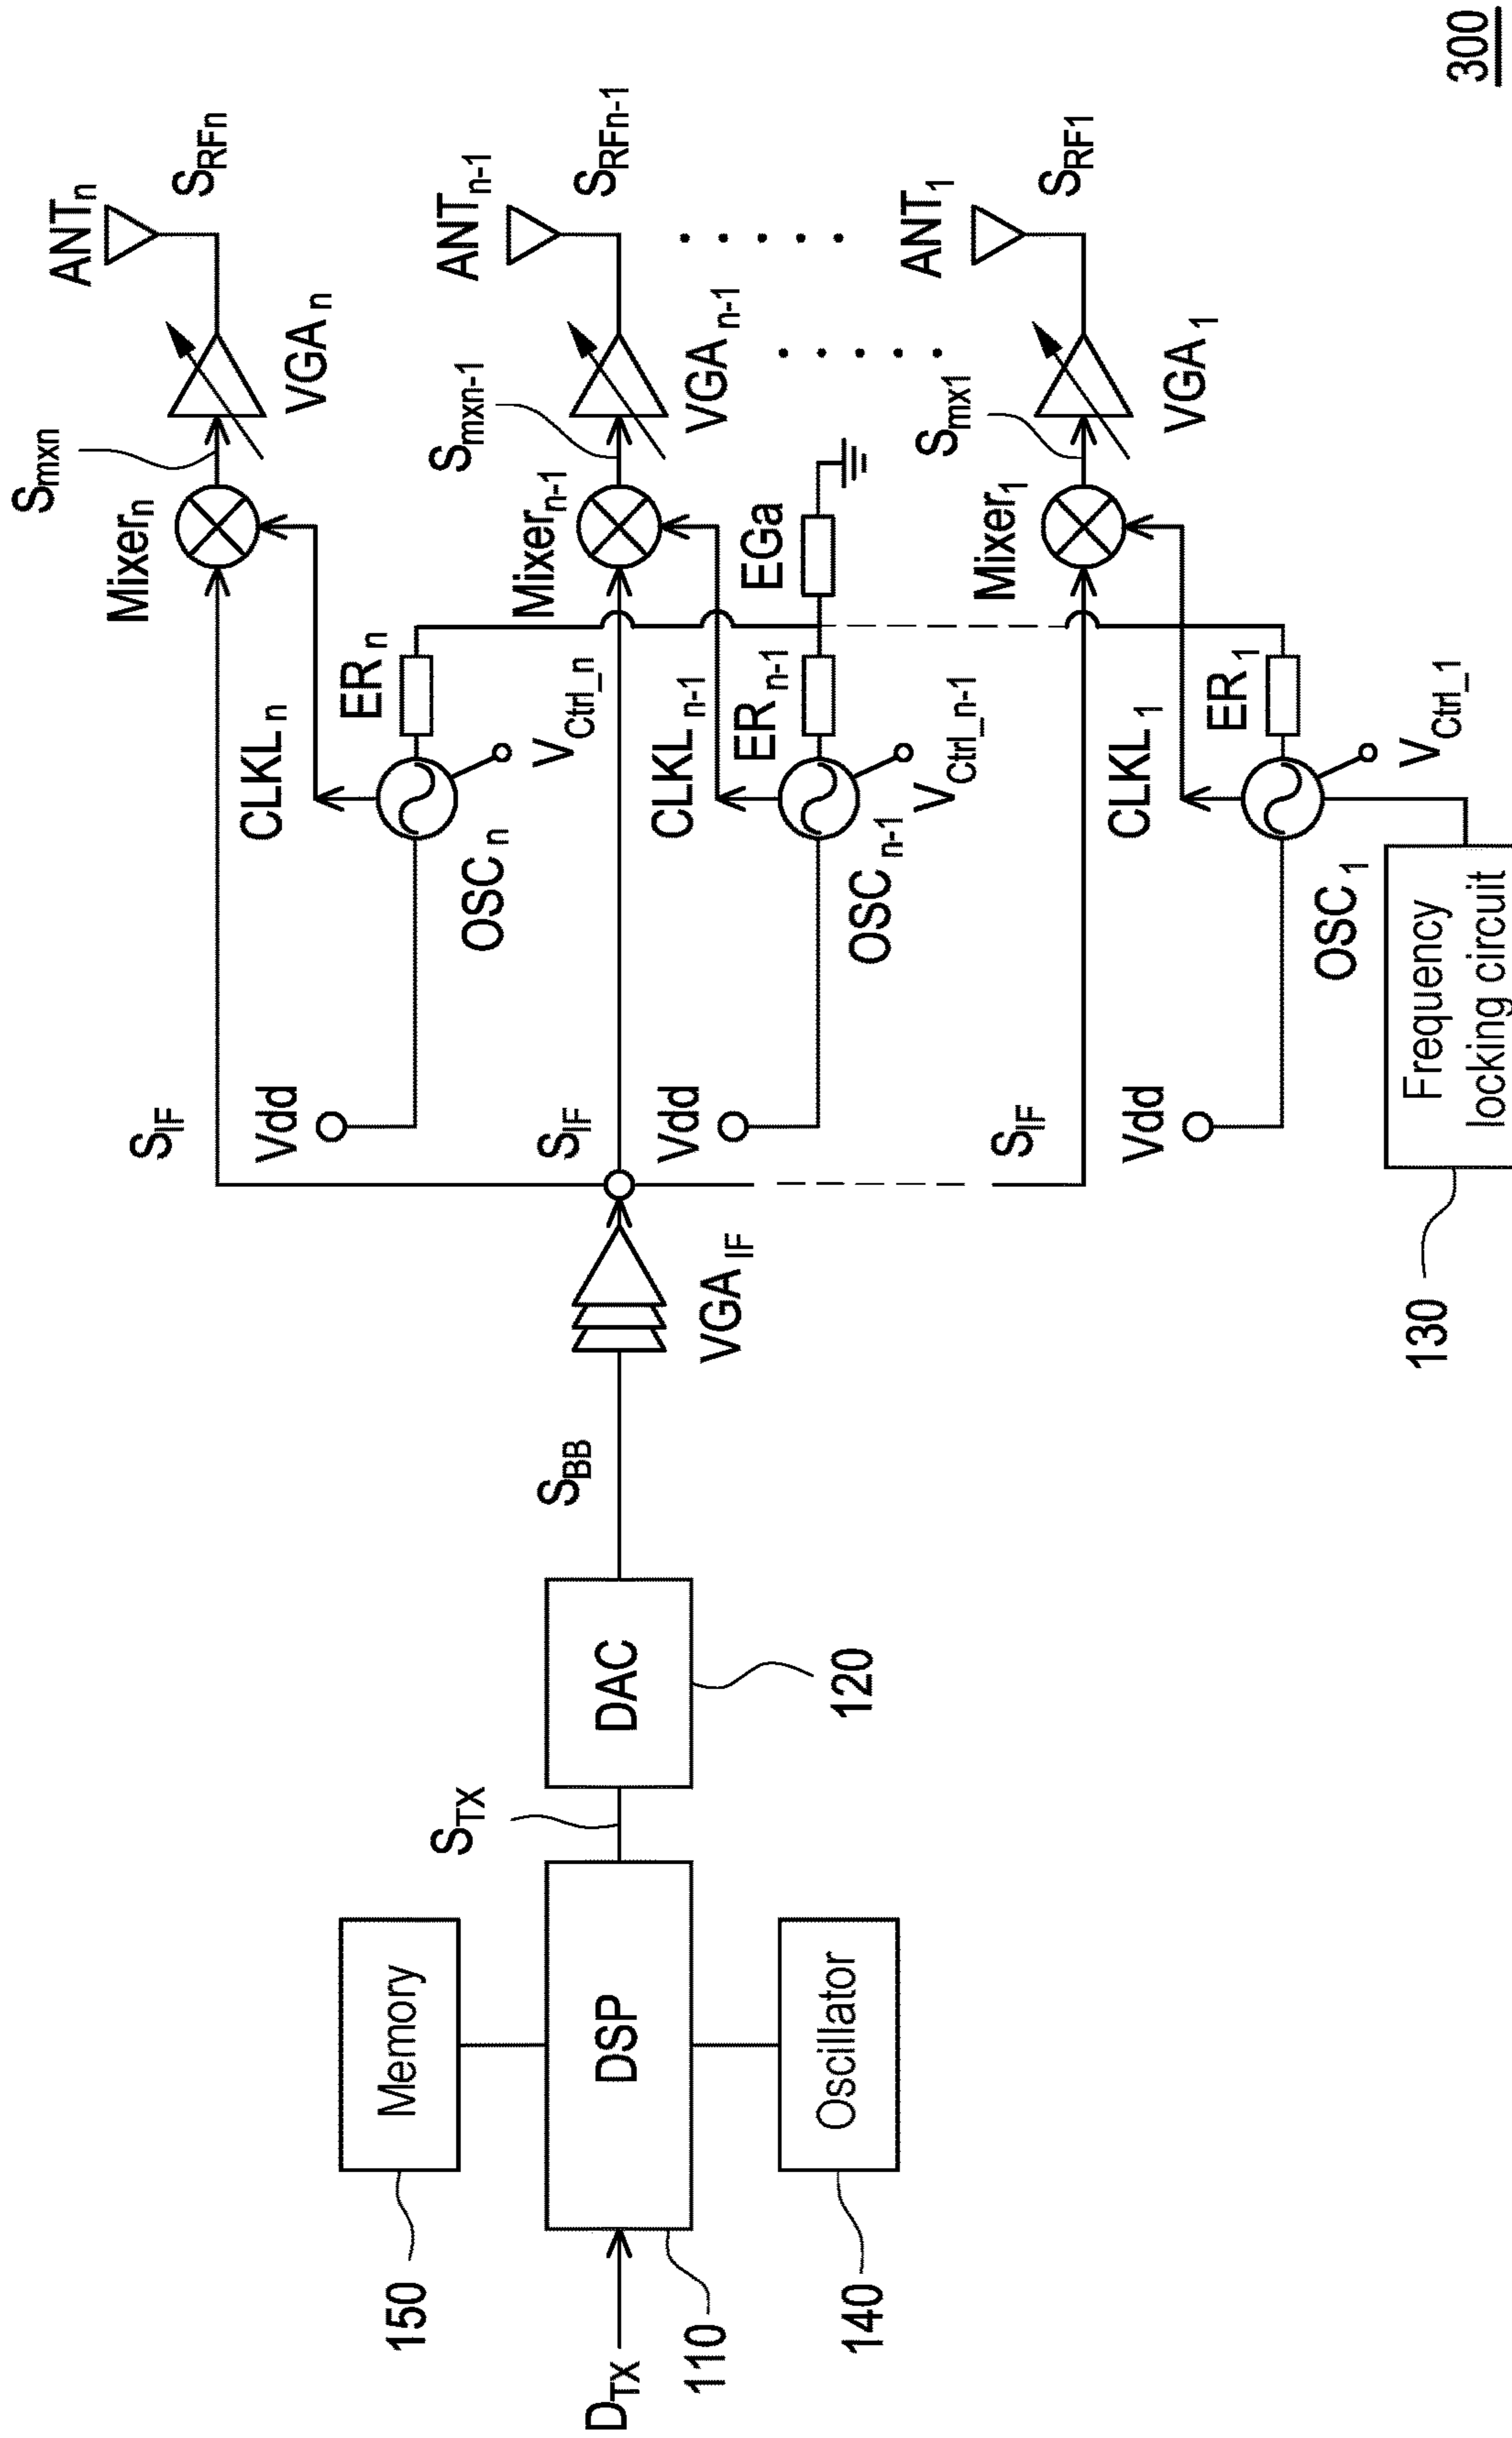 300
D_TX
110
DSP
150
Memory
140
Oscillator
S_TX
DAC
120
S_BB
VGA_IF
S_IF
Vdd
OSC_n
V_Ctrl_n
ER_n
CLKL_n
Mixer_n
S_mxn
VGA_n
ANT_n
S_RFn
S_IF
Vdd
OSC_n-1
V_Ctrl_n-1
ER_n-1
CLKL_n-1
EGa
Mixer_n-1
S_mxn-1
VGA_n-1
ANT_n-1
S_RFn-1
S_IF
Vdd
OSC_1
V_Ctrl_1
ER_1
CLKL_1
Mixer_1
S_mx1
VGA_1
ANT_1
S_RF1
130
Frequency
locking circuit